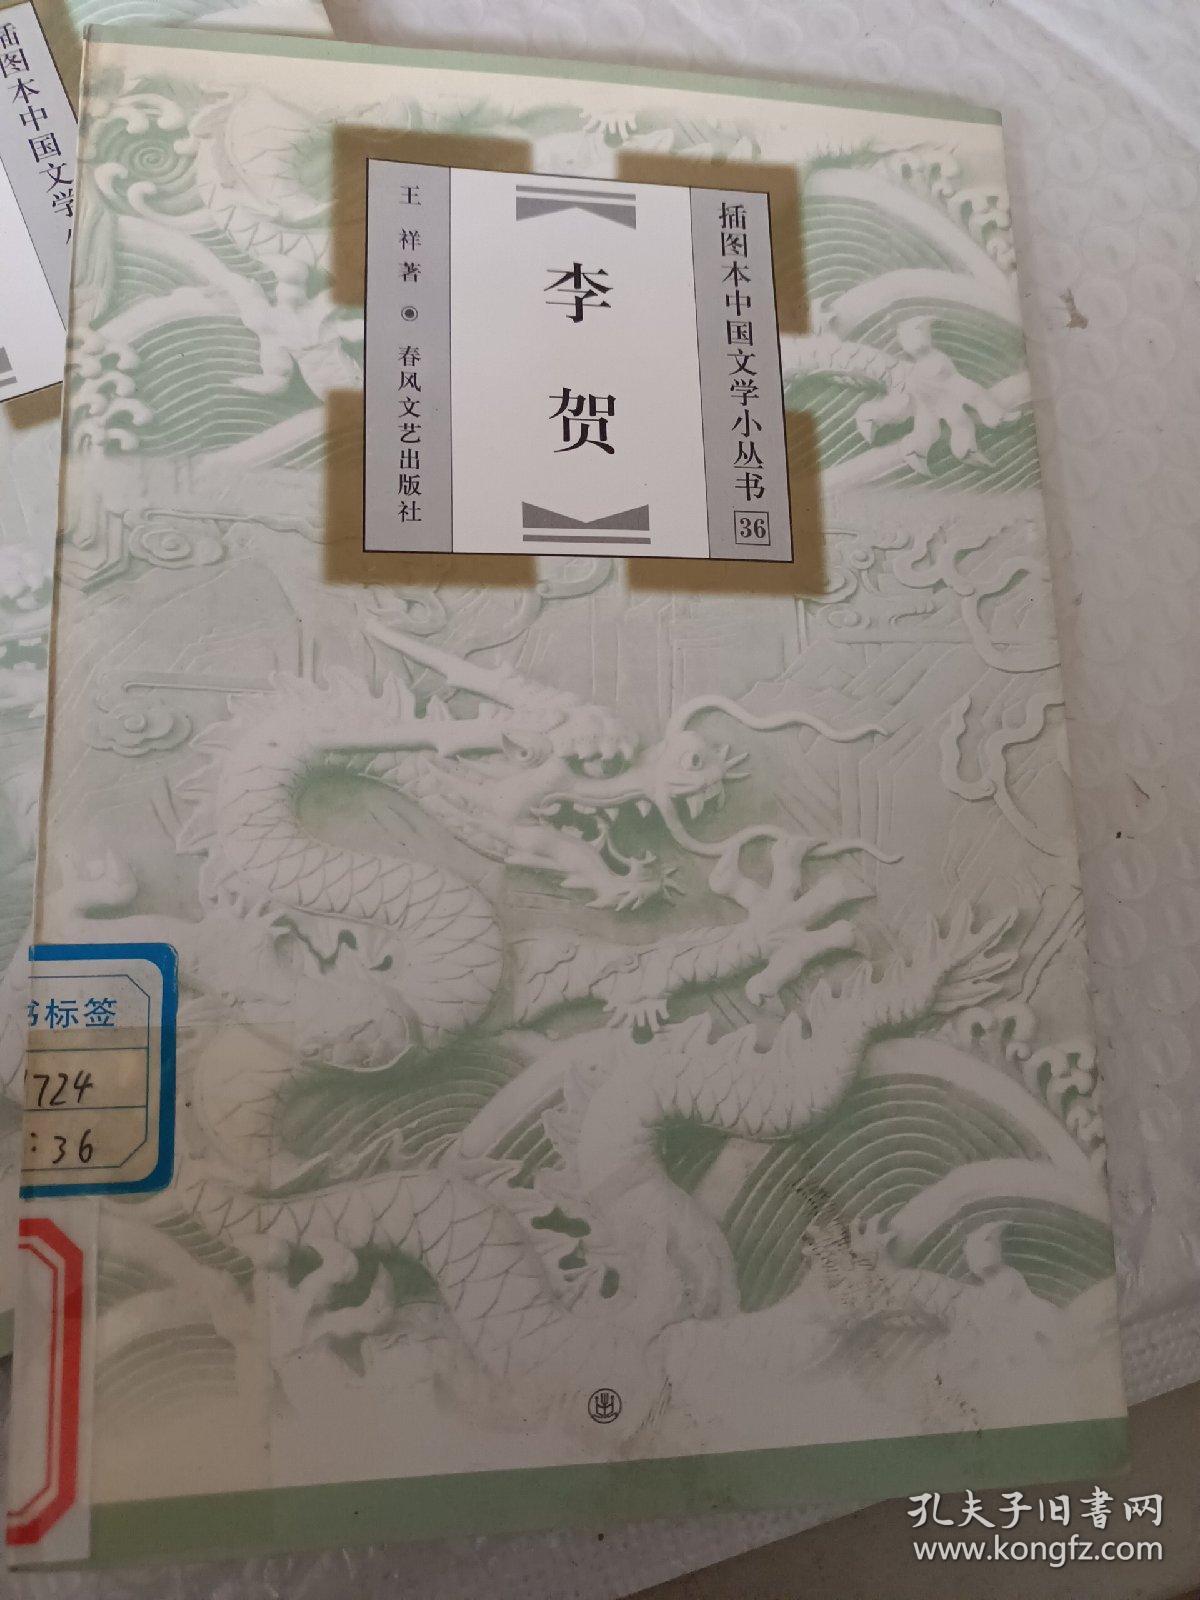 插图本中国文学小丛书 36
李贺
王祥著 ◉ 春风文艺出版社
插图本中国文学小
书标签
1724
:36
孔夫子旧书网
www.kongfz.com